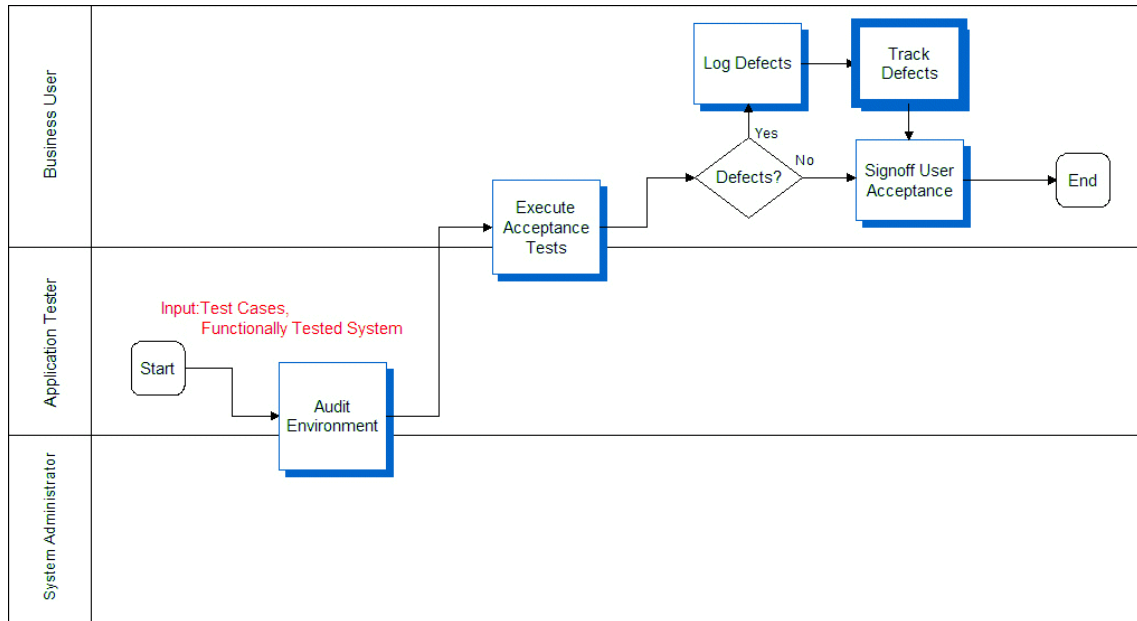 Business User
Log Defects
Track
Defects
Yes
Defects?
No
Signoff User
Acceptance
End
Execute
Acceptance
Tests
Application Tester
Input:Test Cases,
Functionally Tested System
Start
Audit
Environment
System Administrator